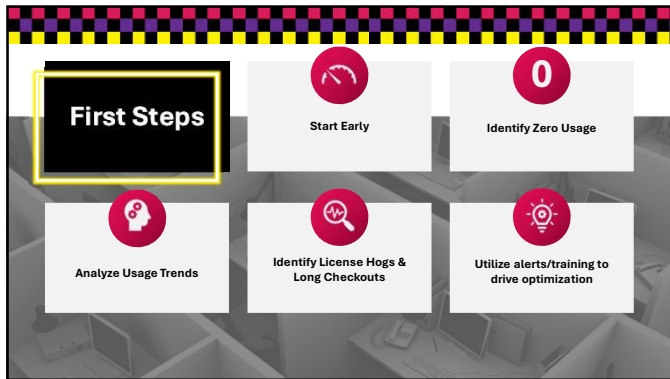 First Steps
Start Early
0
Identify Zero Usage
Analyze Usage Trends
Identify License Hogs &
Long Checkouts
Utilize alerts/training to
drive optimization